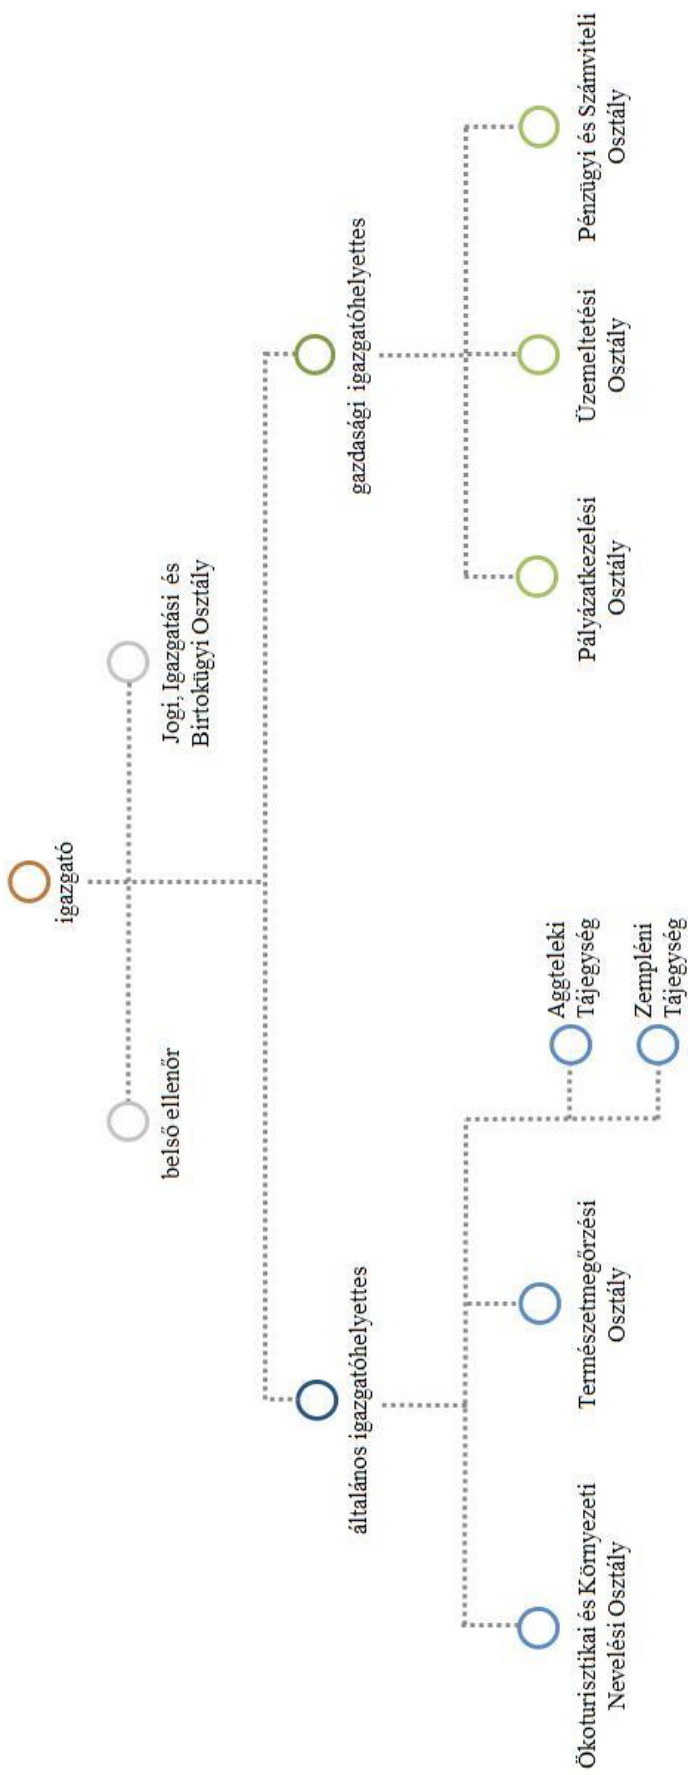 igazgató
belső ellenőr
Jogi, Igazgatási és
Birtokügyi Osztály
általános igazgatóhelyettes
gazdasági igazgatóhelyettes
Ökoturisztikai és Környezeti
Nevelési Osztály
Természetmegőrzési
Osztály
Aggteleki
Tájegység
Zempléni
Tájegység
Pályázatkezelési
Osztály
Üzemeltetési
Osztály
Pénzügyi és Számviteli
Osztály